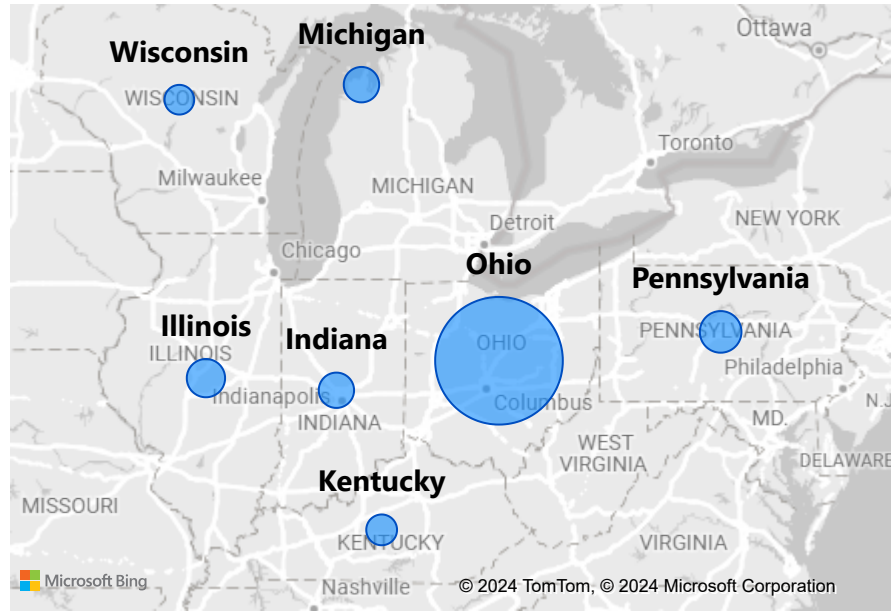 Ottawa
Michigan
Wisconsin
WISCONSIN
Toronto
Milwaukee
MICHIGAN
NEW YORK
Detroit
Chicago
Ohio
Pennsylvania
Illinois
Indiana
OHIO
PENNSYLVANIA
ILLINOIS
Philadelphia
Indianapolis
Columbus
N.J.
INDIANA
MD.
WEST
VIRGINIA
DELAWARE
Kentucky
MISSOURI
KENTUCKY
VIRGINIA
Microsoft Bing
Nashville
© 2024 TomTom, © 2024 Microsoft Corporation